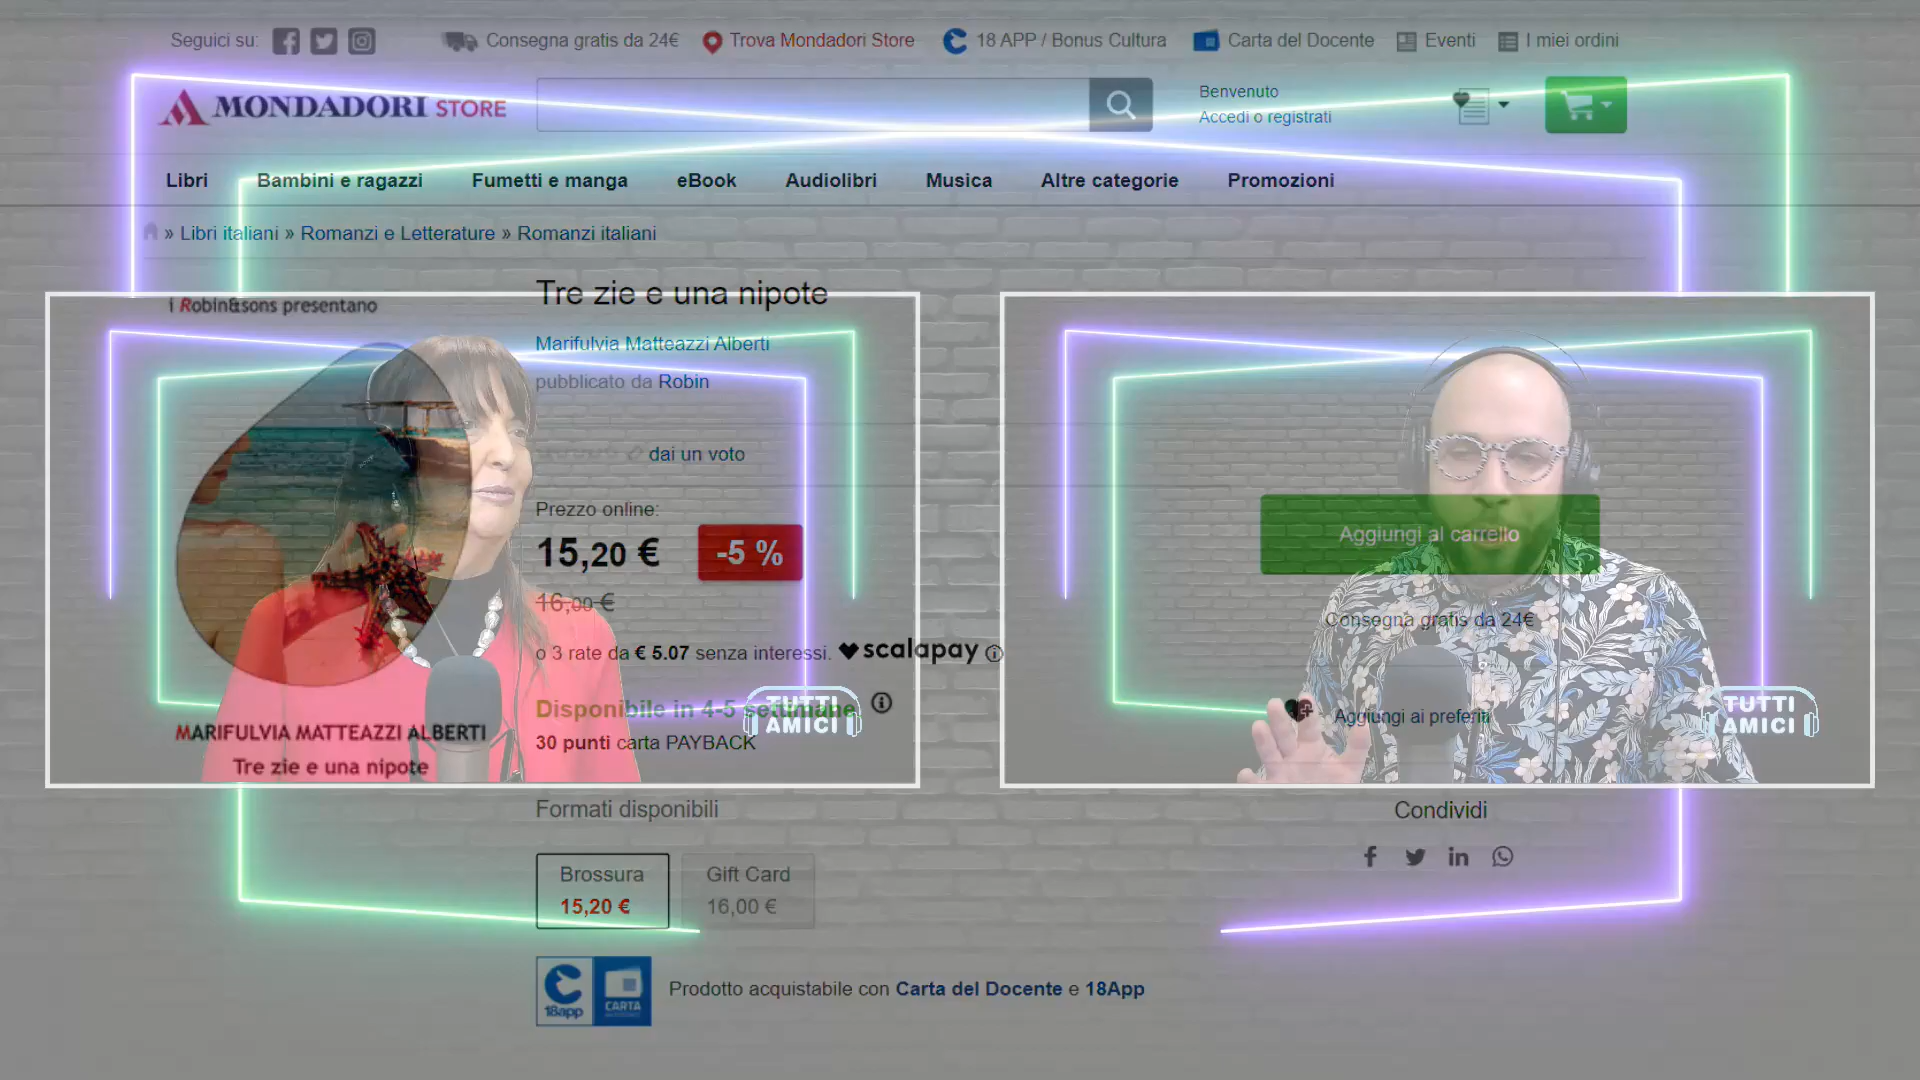 Seguici su:
Consegna gratis da 24€
Trova Mondadori Store
18 APP / Bonus Cultura
Carta del Docente
Eventi
I miei ordini
MONDADORI STORE
Benvenuto
Accedi o registrati
Libri
Bambini e ragazzi
Fumetti e manga
eBook
Audiolibri
Musica
Altre categorie
Promozioni
» Libri italiani » Romanzi e Letterature » Romanzi italiani
i Robin&sons presentano
Tre zie e una nipote
Marifulvia Matteazzi Alberti
pubblicato da Robin
dai un voto
Prezzo online:
15,20 €
-5 %
16,00 €
o 3 rate da € 5.07 senza interessi.
scalapay
Disponibile in 4-5 settimane
30 punti carta PAYBACK
MARIFULVIA MATTEAZZI ALBERTI
Tre zie e una nipote
TUTTI
AMICI
Aggiungi al carrello
Consegna gratis da 24€
Aggiungi ai preferiti
TUTTI
AMICI
Formati disponibili
Condividi
Brossura
15,20 €
Gift Card
16,00 €
18app
CARTA
Prodotto acquistabile con Carta del Docente e 18App